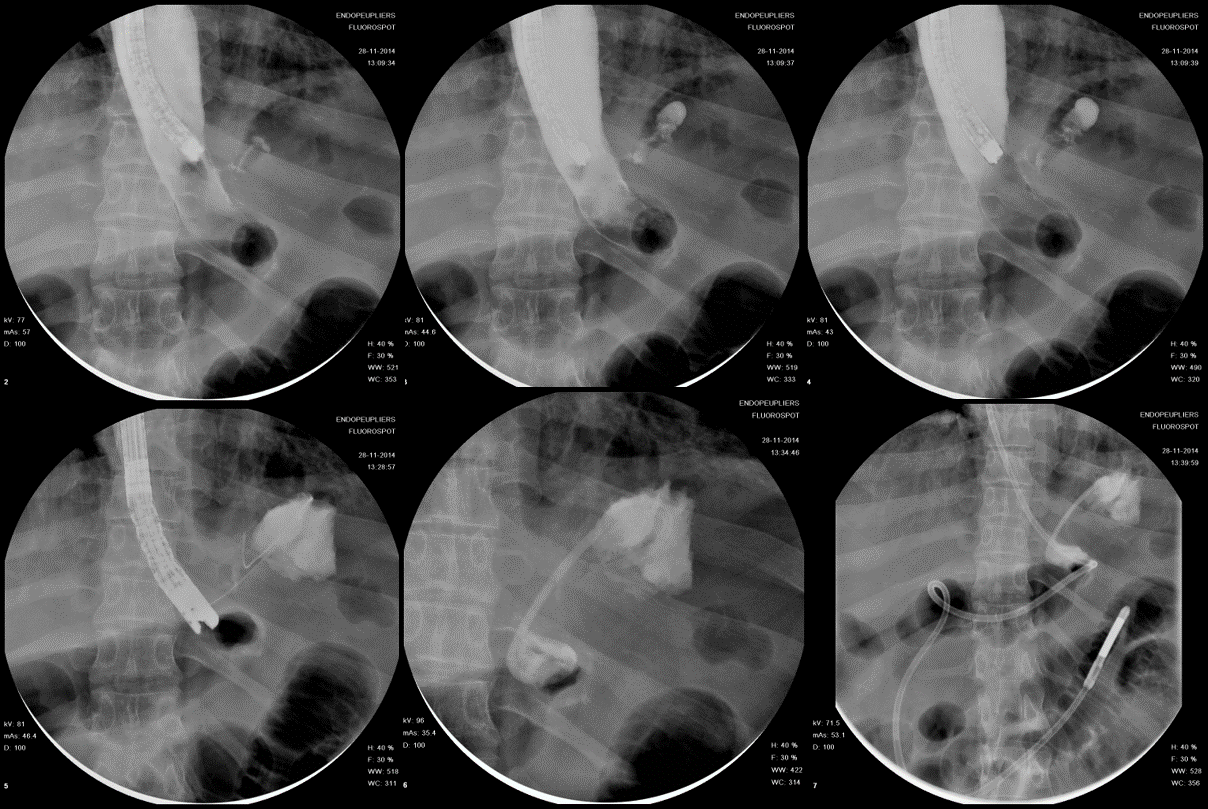 ENDOPEUPLIERS
FLUOROSPOT
28-11-2014
13:09:34
kV: 77
mAs: 57
D: 100
H: 40 %
F: 30 %
WW: 521
WC: 353
2
ENDOPEUPLIERS
FLUOROSPOT
28-11-2014
13:09:37
kV: 81
mAs: 44.6
D: 100
H: 40 %
F: 30 %
WW: 519
WC: 333
ENDOPEUPLIERS
FLUOROSPOT
28-11-2014
13:09:39
kV: 81
mAs: 43
D: 100
H: 40 %
F: 30 %
WW: 490
WC: 320
4
ENDOPEUPLIERS
FLUOROSPOT
28-11-2014
13:28:57
kV: 81
mAs: 46.4
D: 100
H: 40 %
F: 30 %
WW: 518
WC: 311
5
ENDOPEUPLIERS
FLUOROSPOT
28-11-2014
13:34:46
kV: 96
mAs: 35.4
D: 100
H: 40 %
F: 30 %
WW: 422
WC: 314
6
ENDOPEUPLIERS
FLUOROSPOT
28-11-2014
13:39:59
kV: 71.5
mAs: 53.1
D: 100
H: 40 %
F: 30 %
WW: 528
WC: 356
7